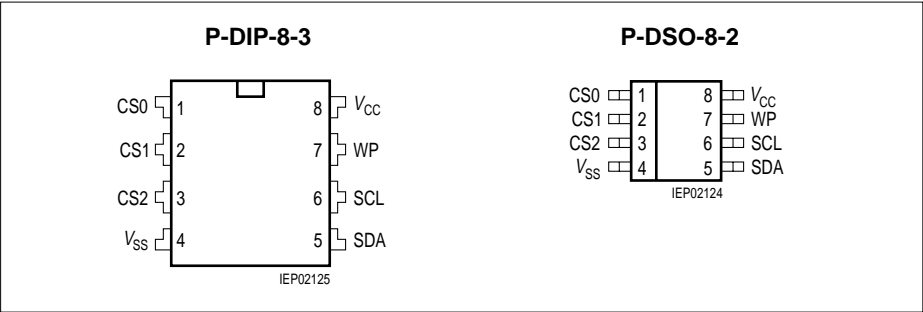 P-DIP-8-3
CS0 1 8 VCC
CS1 2 7 WP
CS2 3 6 SCL
VSS 4 5 SDA
IEP02125
P-DSO-8-2
CS0 1 8 VCC
CS1 2 7 WP
CS2 3 6 SCL
VSS 4 5 SDA
IEP02124